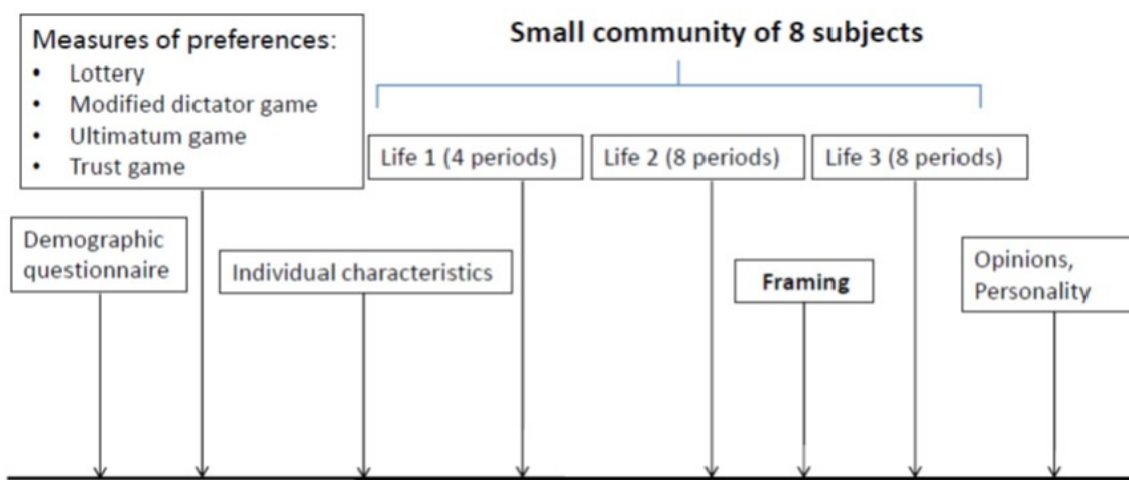 Measures of preferences:
• Lottery
• Modified dictator game
• Ultimatum game
• Trust game
Small community of 8 subjects
Life 1 (4 periods)
Life 2 (8 periods)
Life 3 (8 periods)
Demographic
questionnaire
Individual characteristics
Framing
Opinions,
Personality